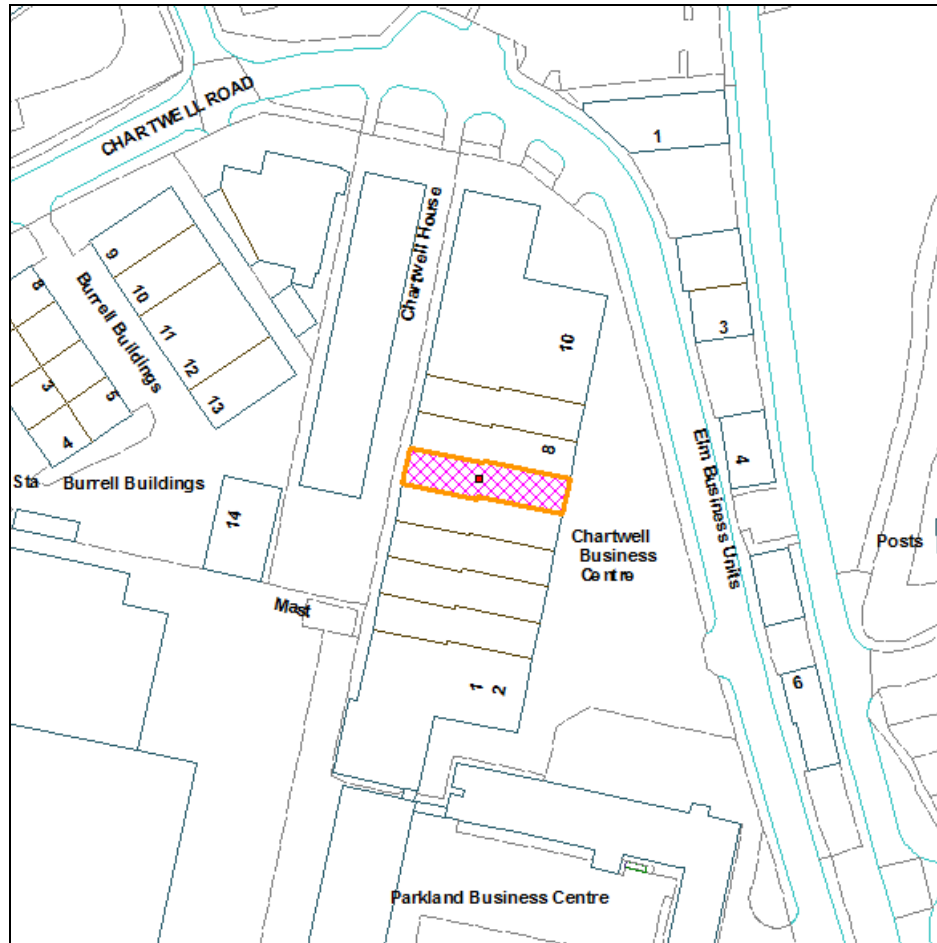 CHARTWELL ROAD
1
Chartwell House
9
8
Burrell Buildings
10
11
12
13
3
5
4
10
3
8
4
Elm Business Units
Sta
Burrell Buildings
14
Chartwell
Business
Centre
Posts
Mast
1
2
6
Parkland Business Centre